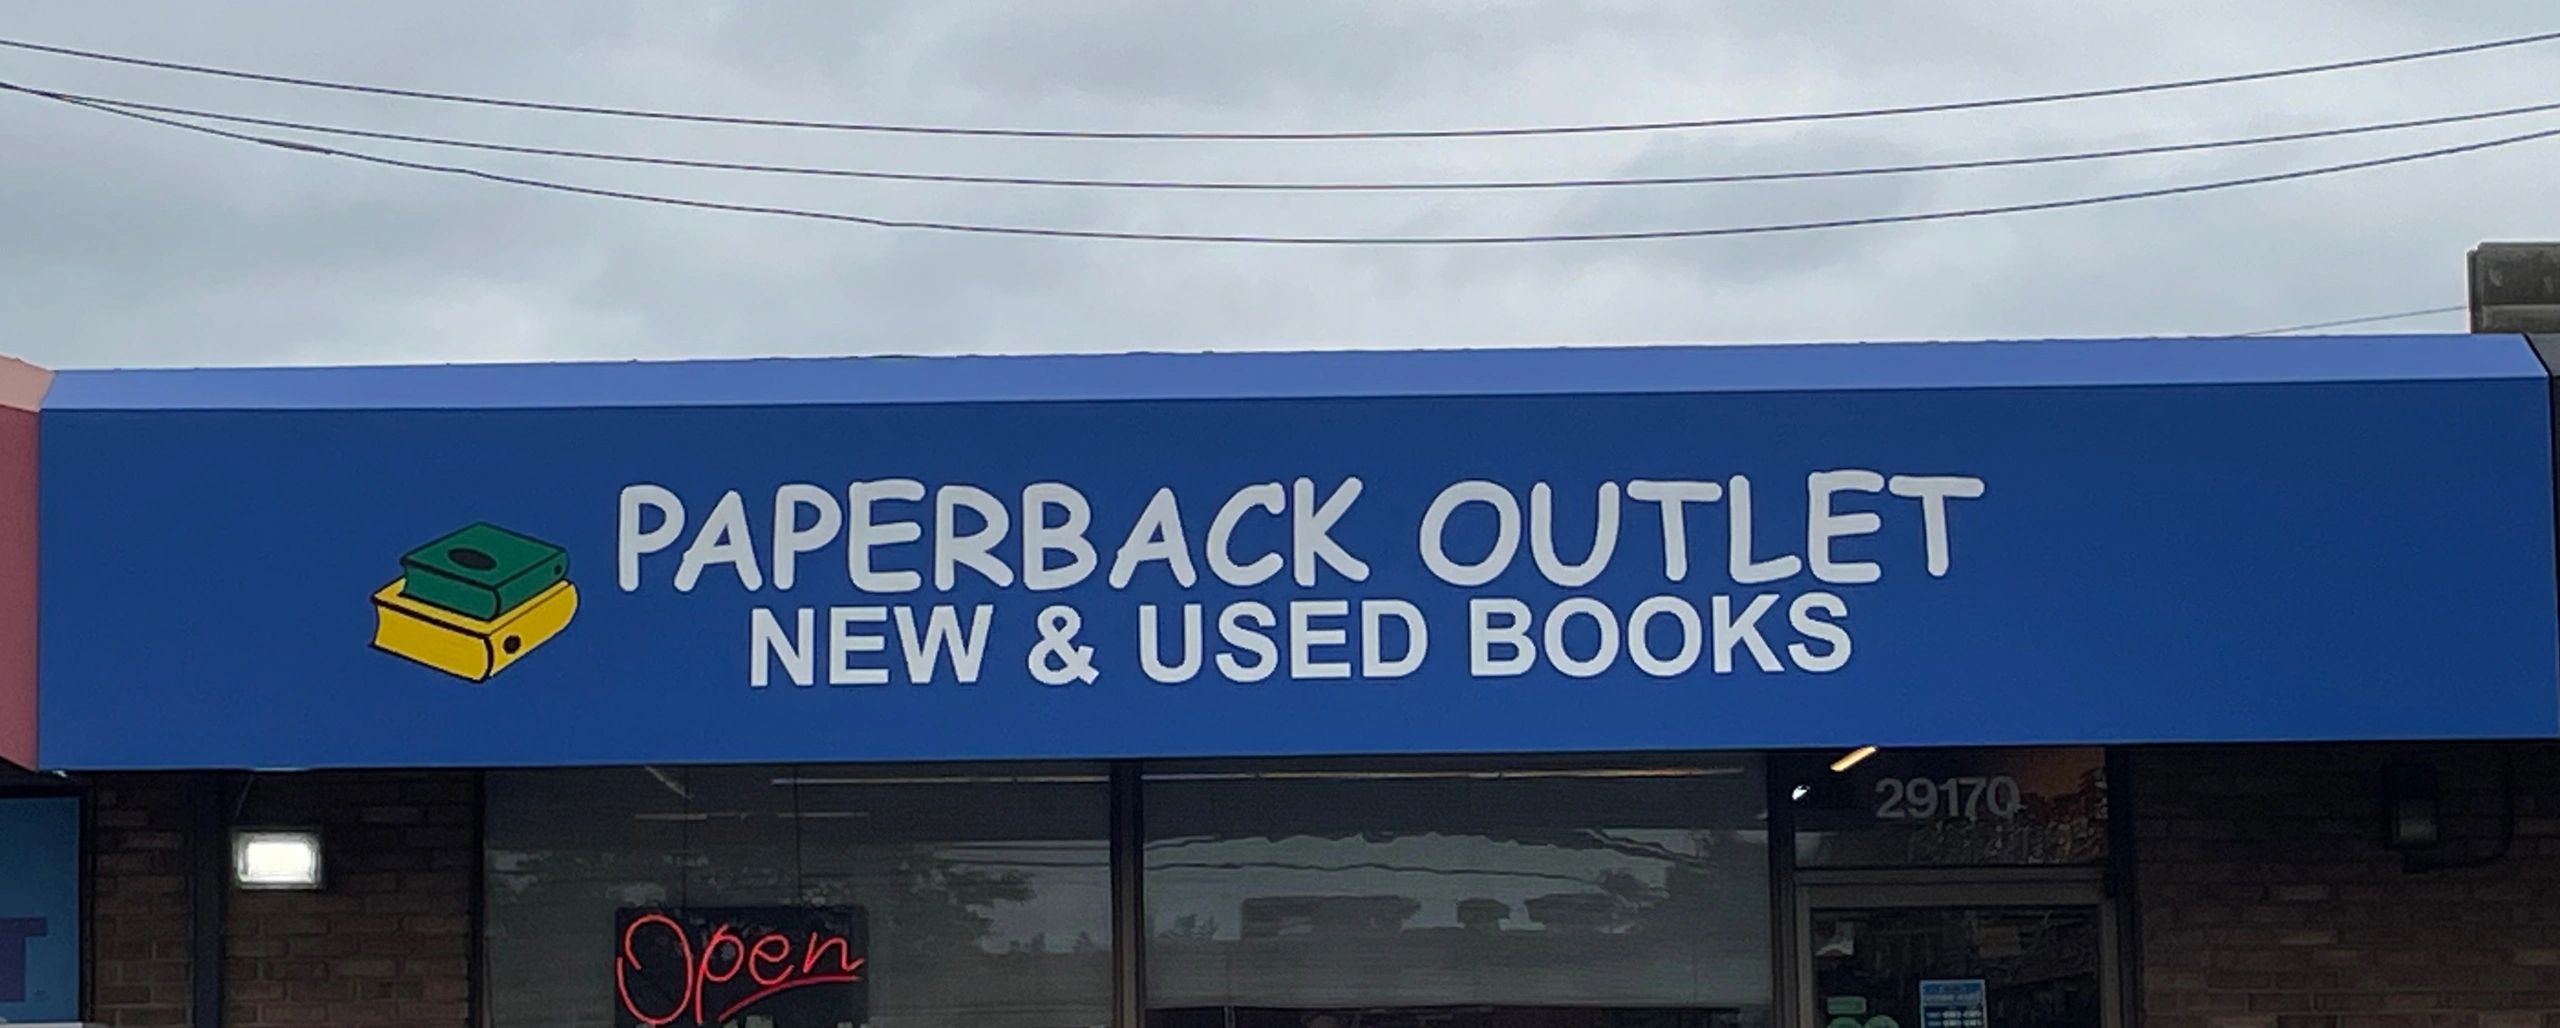 PAPERBACK OUTLET
NEW & USED BOOKS
29170
Open